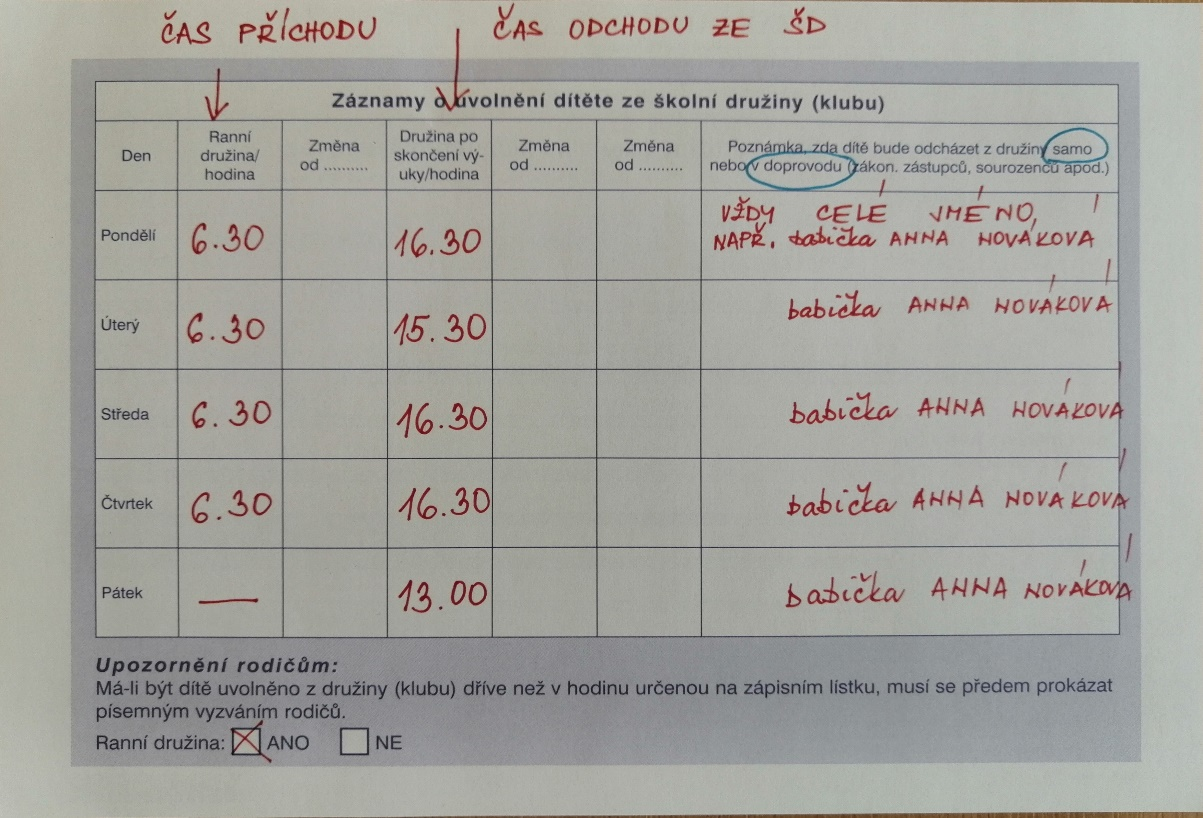 ČAS PŘÍCHODU ČAS ODCHODU ZE ŠD
Záznamy o uvolnění dítěte ze školní družiny (klubu)
Den
Ranní
družina/
hodina
Změna
od ..........
Družina po
skončení vý-
uky/hodina
Změna
od ..........
Změna
od ..........
Poznámka, zda dítě bude odcházet z družiny samo
nebo v doprovodu (zákon. zástupců, sourozenců apod.)
Pondělí 6.30 16.30
VŽDY CELÉ JMÉNO,
NAPŘ. babička ANNA NOVÁKOVÁ
Úterý 6.30 15.30 babička ANNA NOVÁKOVÁ
Středa 6.30 16.30 babička ANNA NOVÁKOVÁ
Čtvrtek 6.30 16.30 babička ANNA NOVÁKOVÁ
Pátek — 13.00 babička ANNA NOVÁKOVÁ
Upozornění rodičům:
Má-li být dítě uvolněno z družiny (klubu) dříve než v hodinu určenou na zápisním lístku, musí se předem prokázat
písemným vyzváním rodičů.
Ranní družina: ☒ ANO ☐ NE